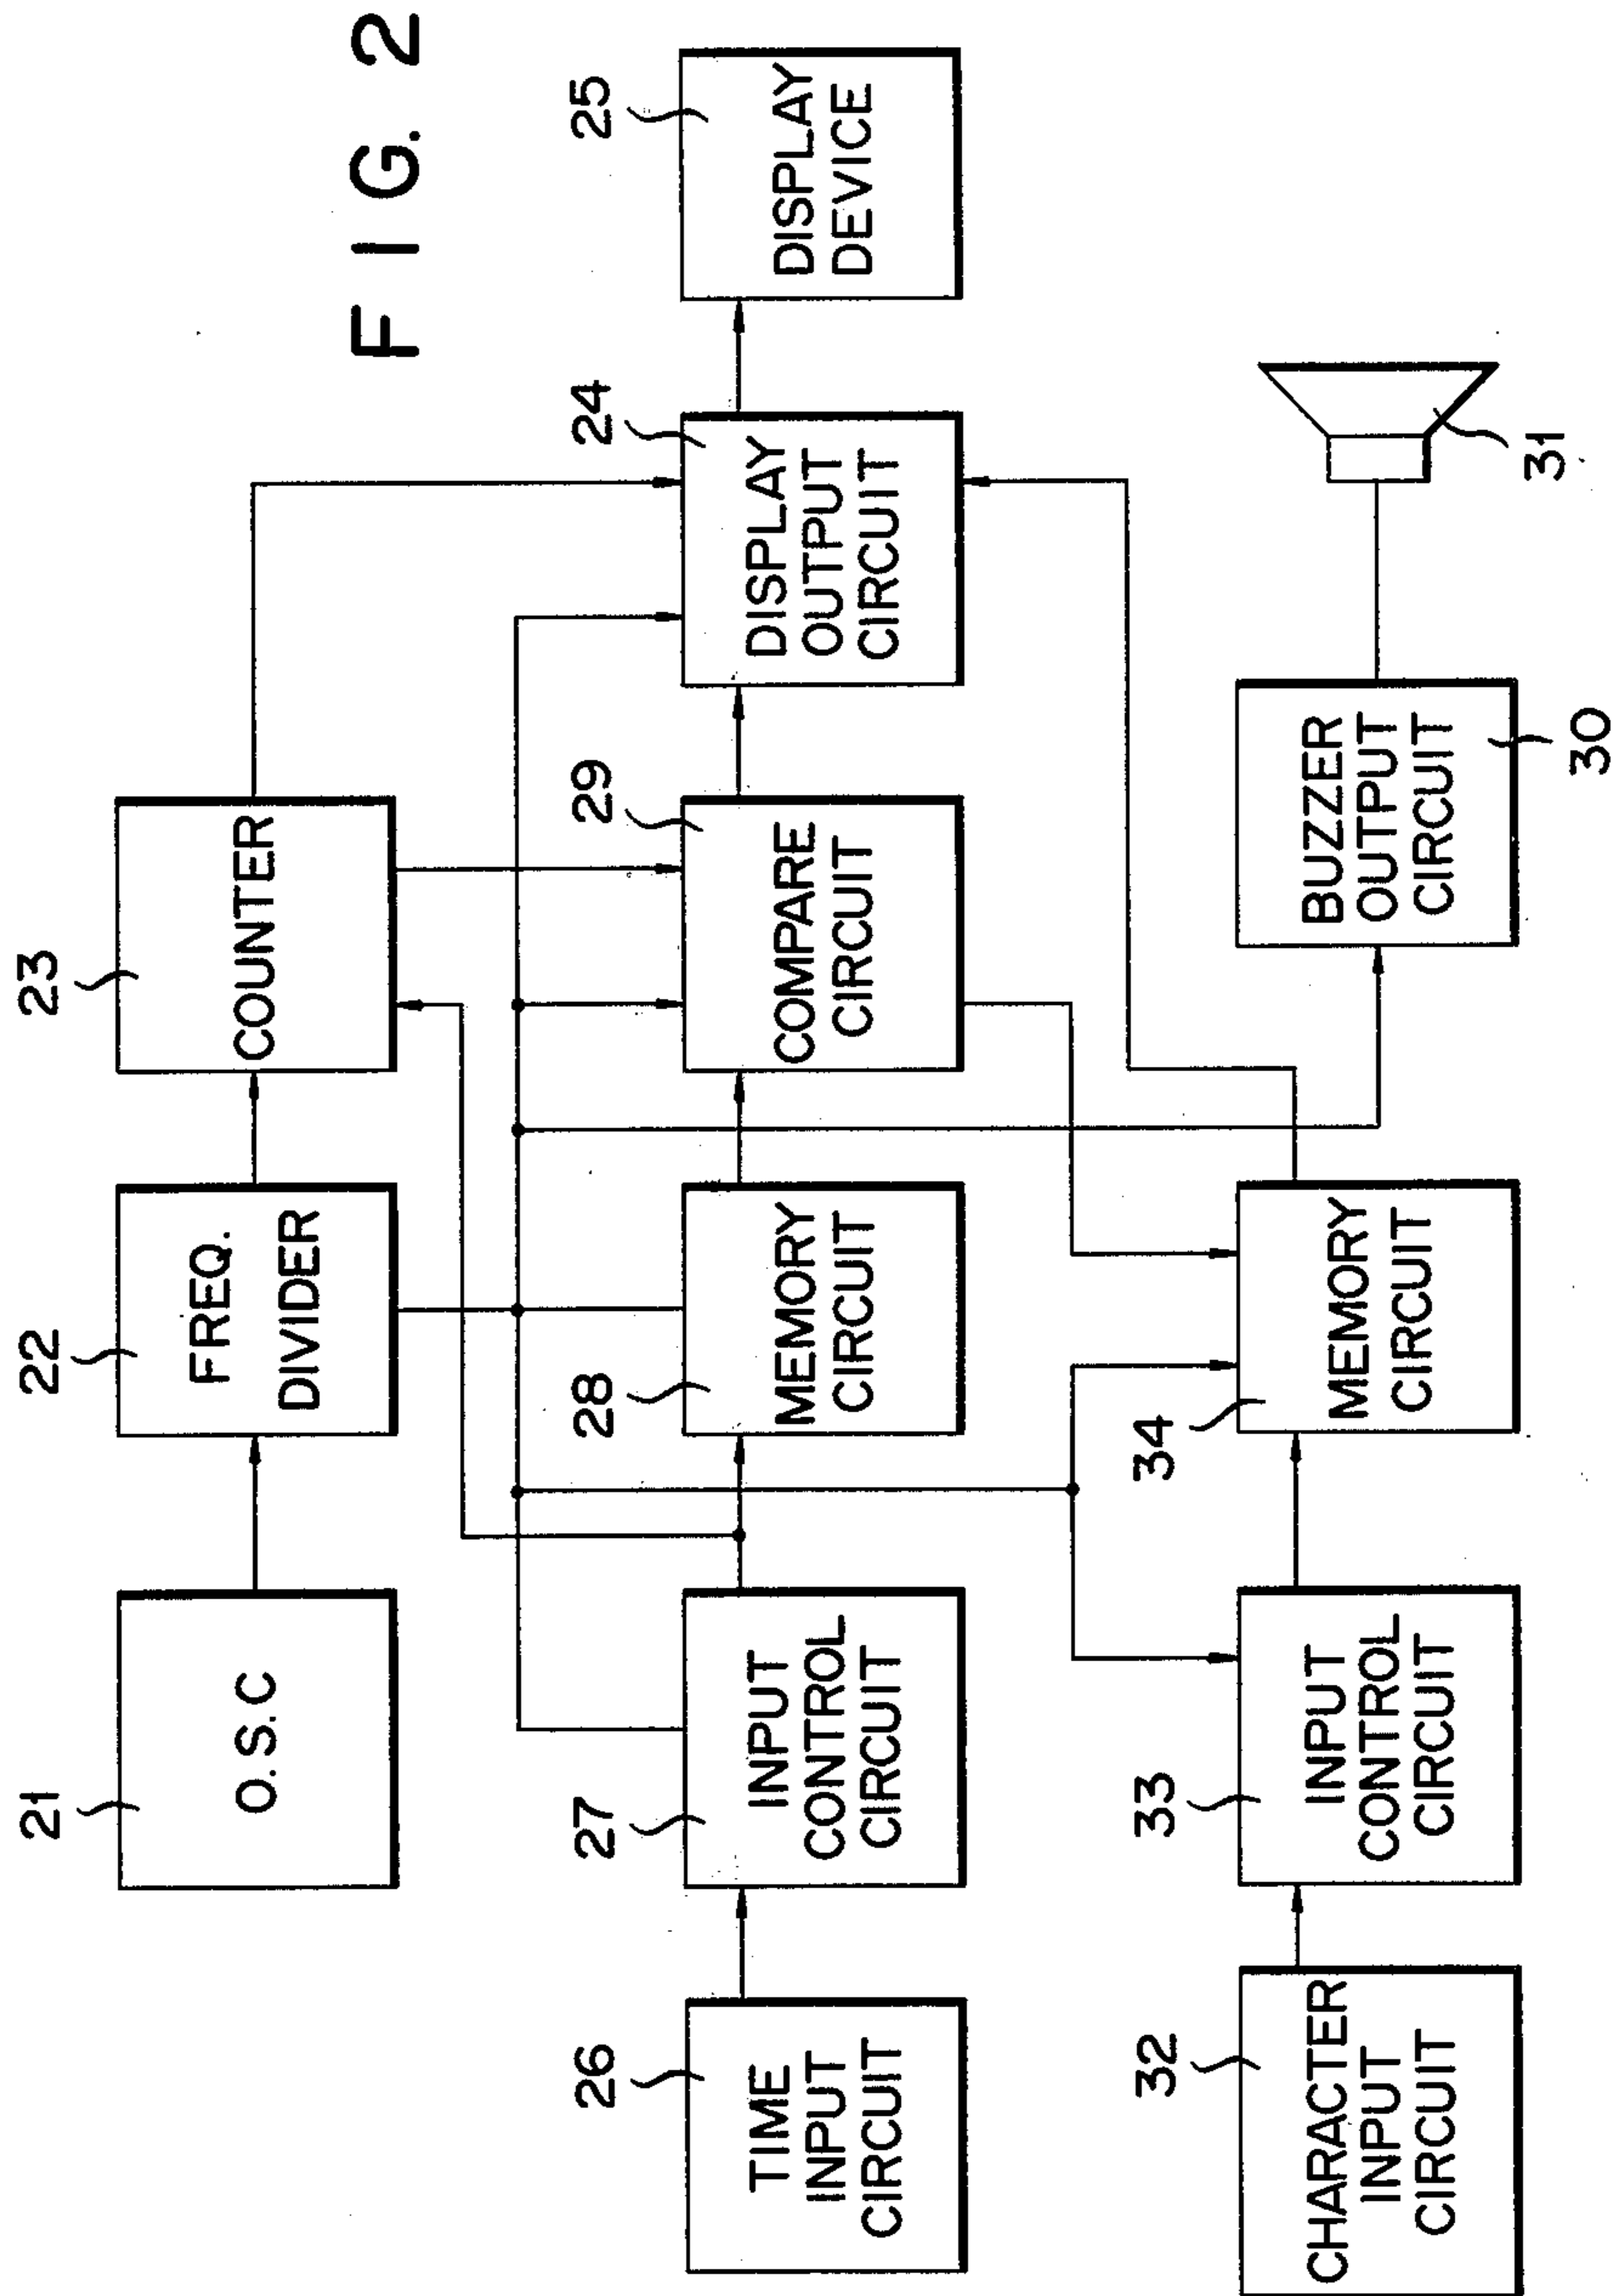 FIG. 2
21
O.S.C
22
FREQ.
DIVIDER
23
COUNTER
26
TIME
INPUT
CIRCUIT
27
INPUT
CONTROL
CIRCUIT
28
MEMORY
CIRCUIT
29
COMPARE
CIRCUIT
24
DISPLAY
OUTPUT
CIRCUIT
25
DISPLAY
DEVICE
32
CHARACTER
INPUT
CIRCUIT
33
INPUT
CONTROL
CIRCUIT
34
MEMORY
CIRCUIT
BUZZER
OUTPUT
CIRCUIT
30
31